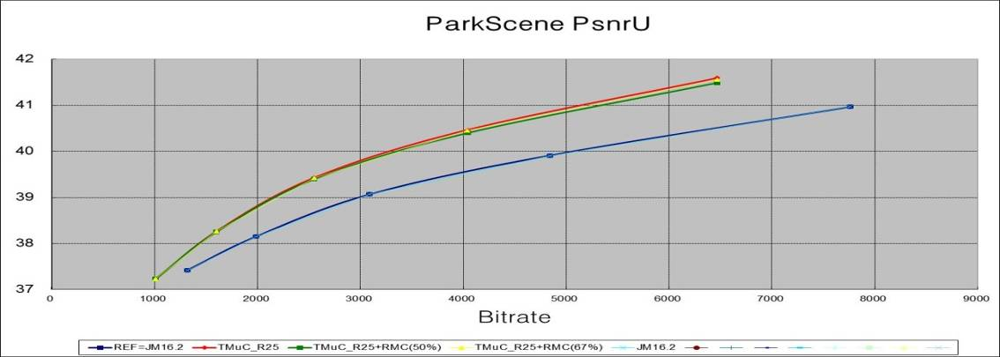 ParkScene PsnrU
42
41
40
39
38
37
0 1000 2000 3000 4000 5000 6000 7000 8000 9000
Bitrate
REF=JM16.2 TMuC_R25 TMuC_R25+RMC(50%) TMuC_R25+RMC(67%) JM16.2